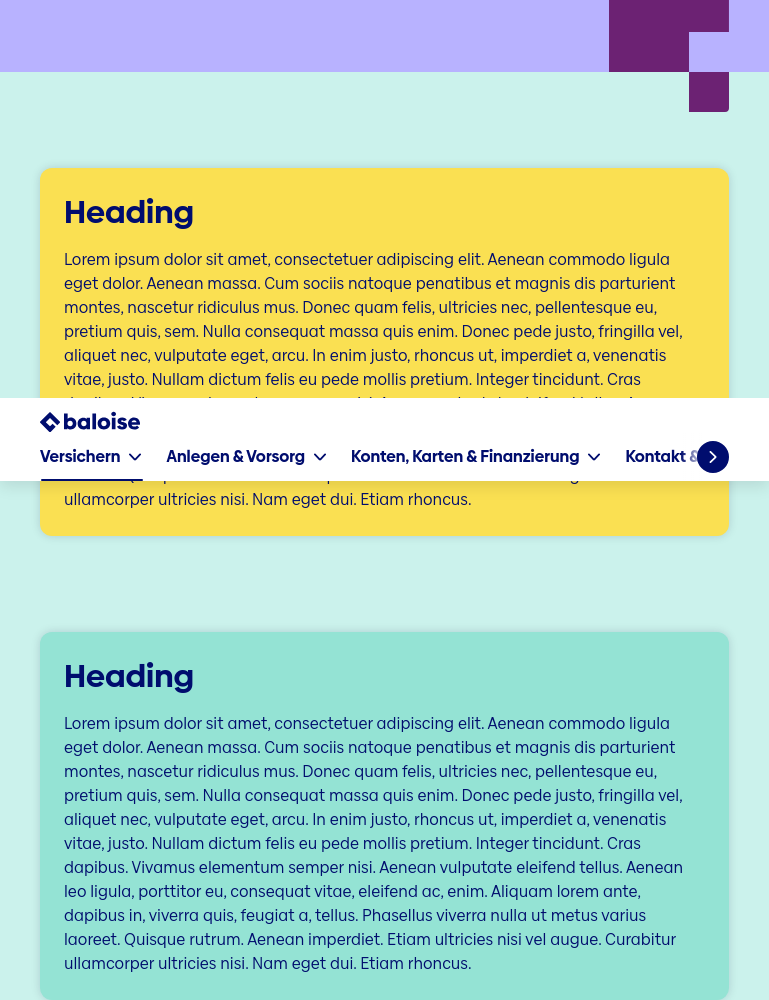 Heading
Lorem ipsum dolor sit amet, consectetuer adipiscing elit. Aenean commodo ligula
eget dolor. Aenean massa. Cum sociis natoque penatibus et magnis dis parturient
montes, nascetur ridiculus mus. Donec quam felis, ultricies nec, pellentesque eu,
pretium quis, sem. Nulla consequat massa quis enim. Donec pede justo, fringilla vel,
aliquet nec, vulputate eget, arcu. In enim justo, rhoncus ut, imperdiet a, venenatis
vitae, justo. Nullam dictum felis eu pede mollis pretium. Integer tincidunt. Cras
baloise
Versichern
Anlegen & Vorsorg
Konten, Karten & Finanzierung
Kontakt &
ullamcorper ultricies nisi. Nam eget dui. Etiam rhoncus.
Heading
Lorem ipsum dolor sit amet, consectetuer adipiscing elit. Aenean commodo ligula
eget dolor. Aenean massa. Cum sociis natoque penatibus et magnis dis parturient
montes, nascetur ridiculus mus. Donec quam felis, ultricies nec, pellentesque eu,
pretium quis, sem. Nulla consequat massa quis enim. Donec pede justo, fringilla vel,
aliquet nec, vulputate eget, arcu. In enim justo, rhoncus ut, imperdiet a, venenatis
vitae, justo. Nullam dictum felis eu pede mollis pretium. Integer tincidunt. Cras
dapibus. Vivamus elementum semper nisi. Aenean vulputate eleifend tellus. Aenean
leo ligula, porttitor eu, consequat vitae, eleifend ac, enim. Aliquam lorem ante,
dapibus in, viverra quis, feugiat a, tellus. Phasellus viverra nulla ut metus varius
laoreet. Quisque rutrum. Aenean imperdiet. Etiam ultricies nisi vel augue. Curabitur
ullamcorper ultricies nisi. Nam eget dui. Etiam rhoncus.